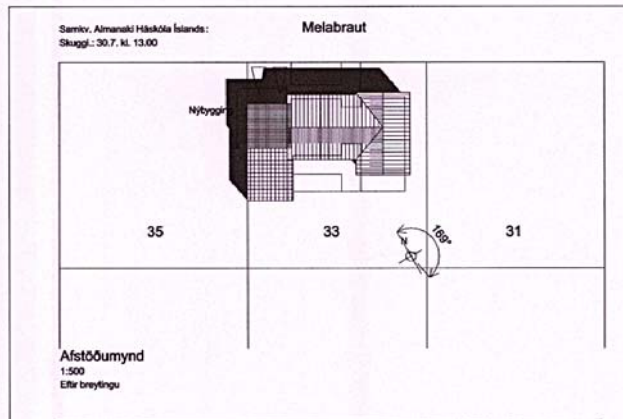 Samkv. Almanaki Háskóla Íslands:
Skuggi.: 30.7. kl. 13.00
Melabraut
Nýbygging
35
33
31
N
169°
Afstöðumynd
1:500
Eftir breytingu